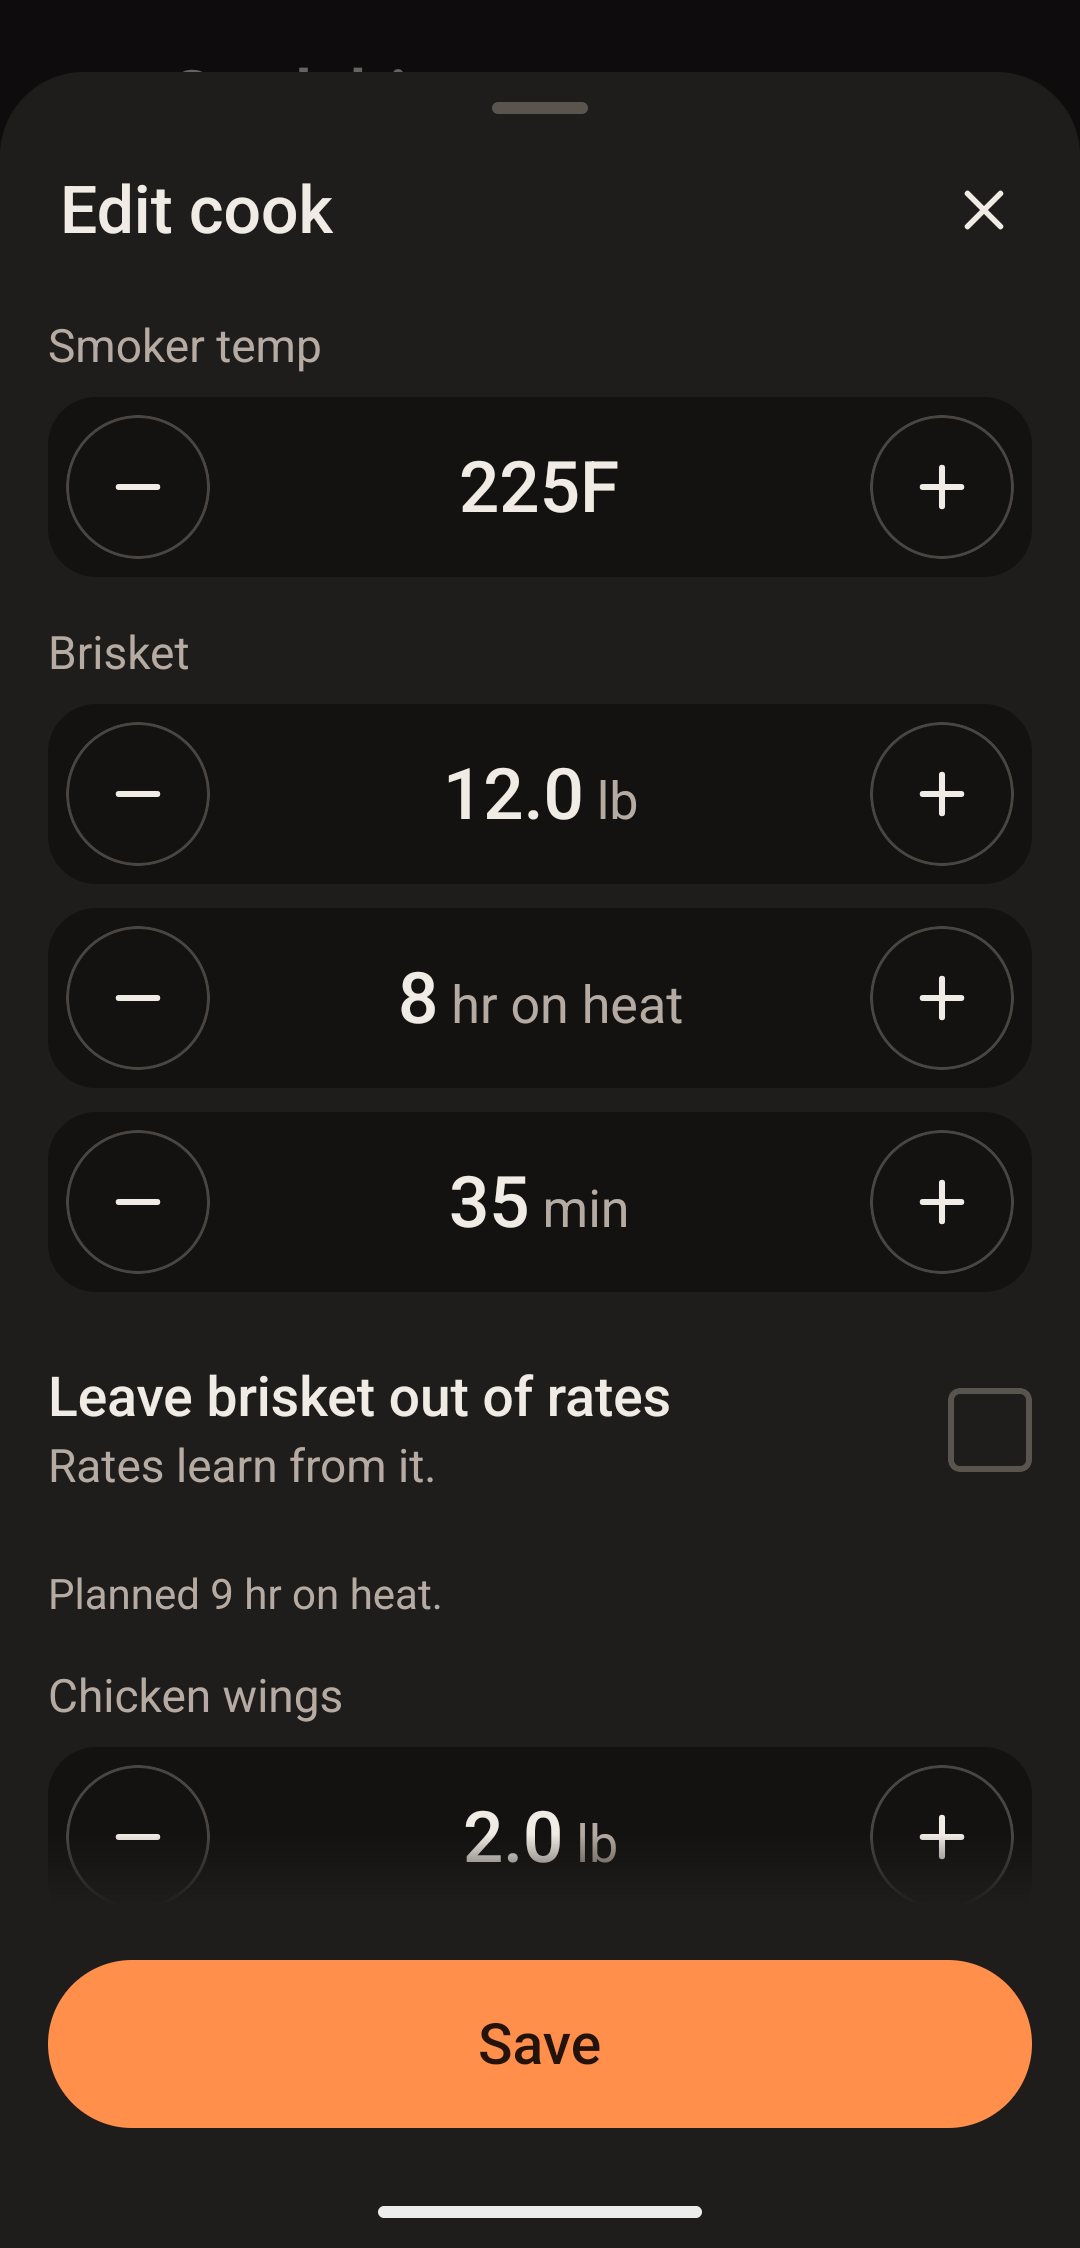 Edit cook
Smoker temp
225F
Brisket
12.0 lb
8 hr on heat
35 min
Leave brisket out of rates
Rates learn from it.
Planned 9 hr on heat.
Chicken wings
2.0 lb
Save